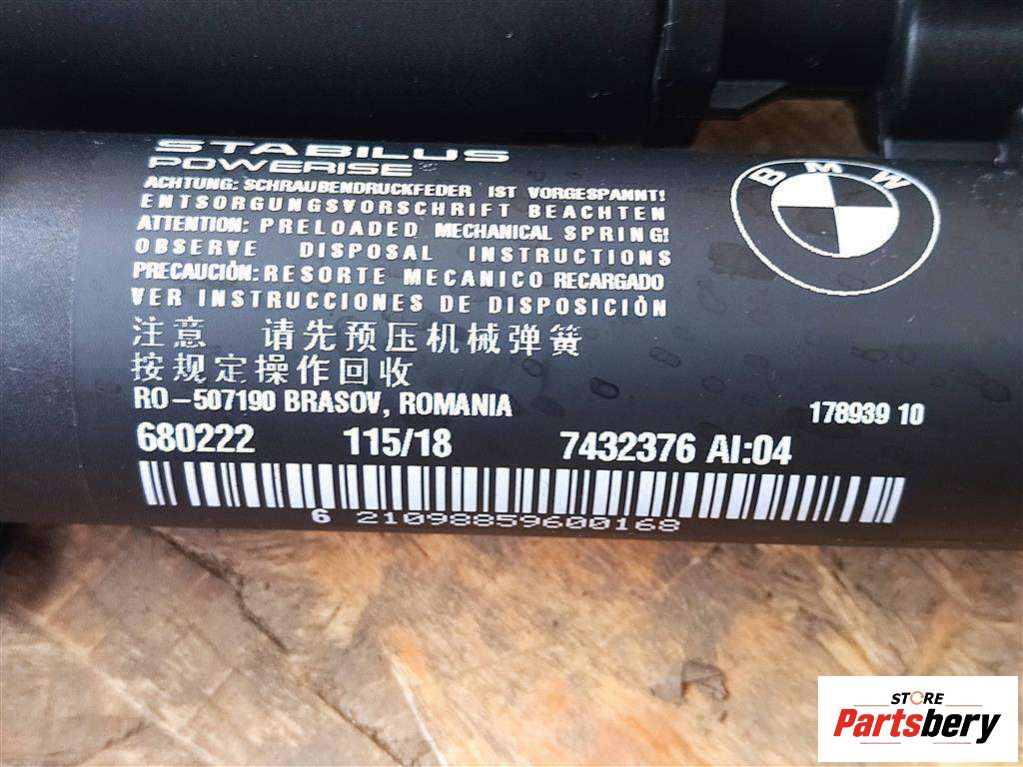 STABILUS
POWERISE
ACHTUNG: SCHRAUBENDRUCKFEDER IST VORGESPANNT!
ENTSORGUNGSVORSCHRIFT BEACHTEN
ATTENTION: PRELOADED MECHANICAL SPRING!
OBSERVE DISPOSAL INSTRUCTIONS
PRECAUCIÓN: RESORTE MECANICO RECARGADO
VER INSTRUCCIONES DE DISPOSICIÓN
注意 请先预压机械弹簧
按规定操作回收
RO-507190 BRASOV, ROMANIA
178939 10
680222 115/18 7432376 AI:04
6 21098859600168
BMW
STORE
Partsbery